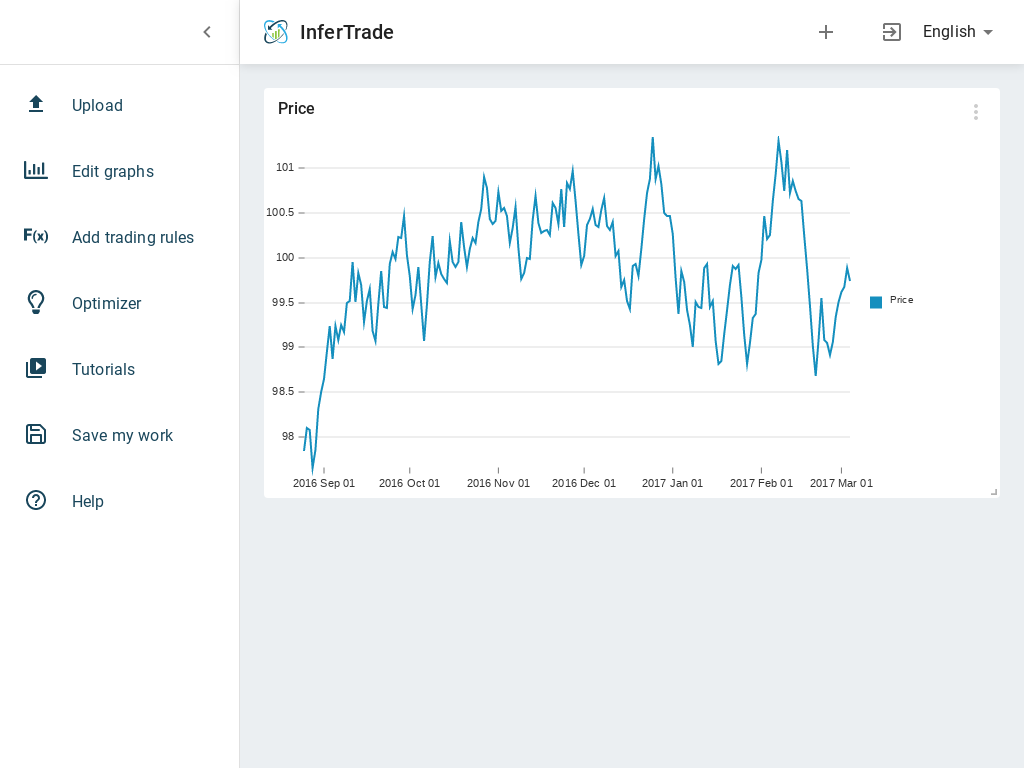 InferTrade
English
Upload
Edit graphs
F(x) Add trading rules
Optimizer
Tutorials
Save my work
Help
Price
101
100.5
100
99.5
99
98.5
98
2016 Sep 01 2016 Oct 01 2016 Nov 01 2016 Dec 01 2017 Jan 01 2017 Feb 01 2017 Mar 01
Price